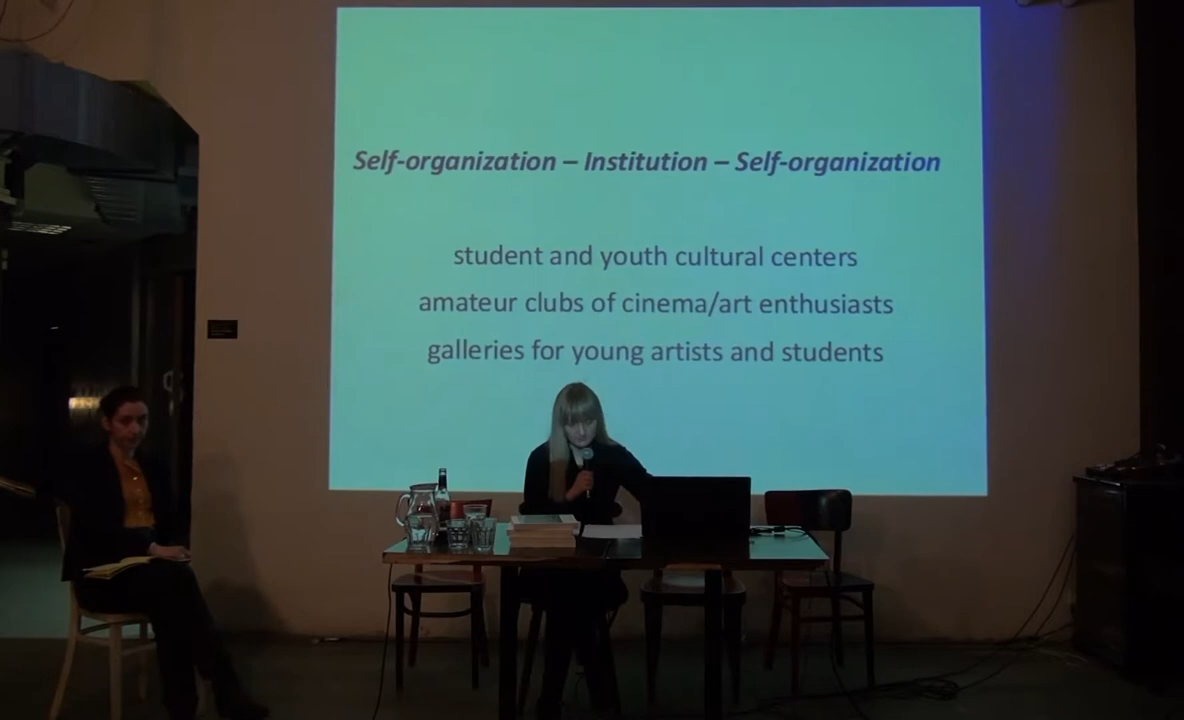 Self-organization – Institution – Self-organization
student and youth cultural centers
amateur clubs of cinema/art enthusiasts
galleries for young artists and students